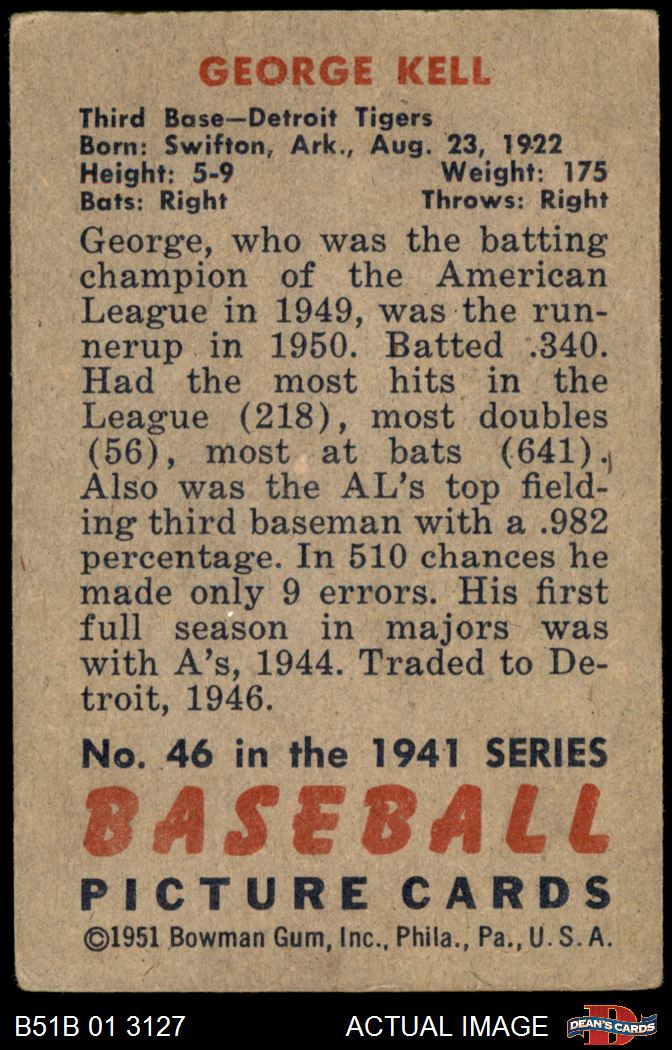 GEORGE KELL
Third Base—Detroit Tigers
Born: Swifton, Ark., Aug. 23, 1922
Height: 5-9 Weight: 175
Bats: Right Throws: Right
George, who was the batting
champion of the American
League in 1949, was the run-
nerup in 1950. Batted .340.
Had the most hits in the
League (218), most doubles
(56), most at bats (641).
Also was the AL's top field-
ing third baseman with a .982
percentage. In 510 chances he
made only 9 errors. His first
full season in majors was
with A's, 1944. Traded to De-
troit, 1946.
No. 46 in the 1941 SERIES
BASEBALL
PICTURE CARDS
©1951 Bowman Gum, Inc., Phila., Pa., U. S. A.
B51B 01 3127 ACTUAL IMAGE D DEAN'S CARDS